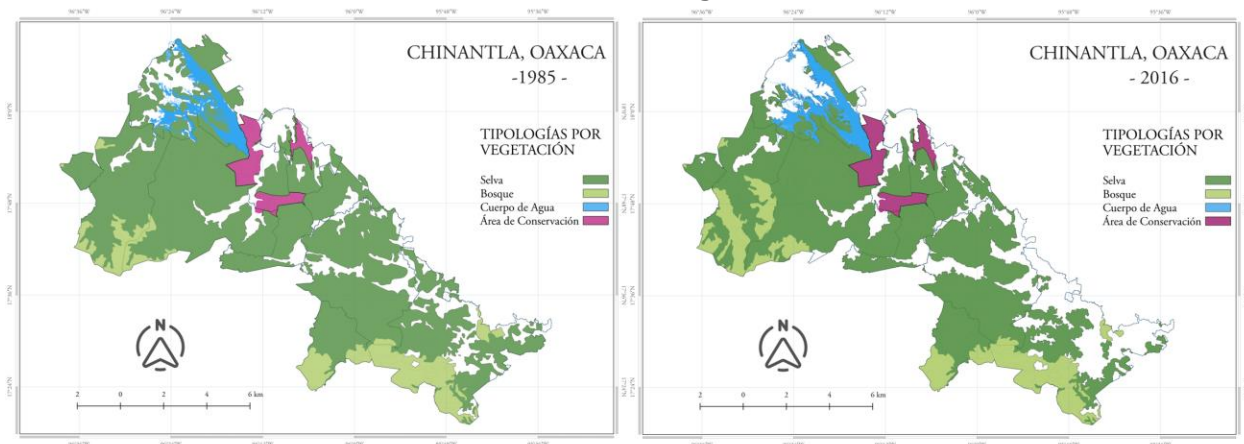 CHINANTLA, OAXACA
-1985 -
TIPOLOGÍAS POR
VEGETACIÓN
Selva
Bosque
Cuerpo de Agua
Área de Conservación
N
2 0 2 4 6 km
CHINANTLA, OAXACA
- 2016 -
TIPOLOGÍAS POR
VEGETACIÓN
Selva
Bosque
Cuerpo de Agua
Área de Conservación
N
2 0 2 4 6 km